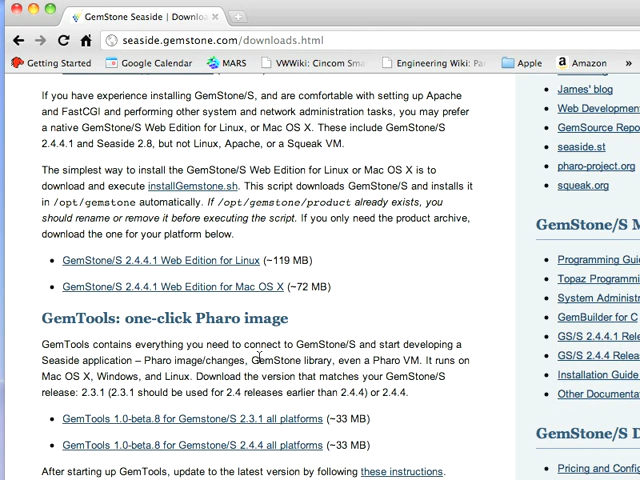 GemStone Seaside | Downloa
seaside.gemstone.com/downloads.html
Getting Started
Google Calendar
MARS
VWWiki: Cincom Sm
Engineering Wiki: Par
Apple
Amazon
»
If you have experience installing GemStone/S, and are comfortable with setting up Apache
and FastCGI and performing other system and network administration tasks, you may prefer
a native GemStone/S Web Edition for Linux, or Mac OS X. These include GemStone/S
2.4.4.1 and Seaside 2.8, but not Linux, Apache, or a Squeak VM.
The simplest way to install the GemStone/S Web Edition for Linux or Mac OS X is to
download and execute installGemstone.sh. This script downloads GemStone/S and installs it
in /opt/gemstone automatically. If /opt/gemstone/product already exists, you
should rename or remove it before executing the script. If you only need the product archive,
download the one for your platform below.
• GemStone/S 2.4.4.1 Web Edition for Linux (~119 MB)
• GemStone/S 2.4.4.1 Web Edition for Mac OS X (~72 MB)
GemTools: one-click Pharo image
GemTools contains everything you need to connect to GemStone/S and start developing a
Seaside application – Pharo image/changes, GemStone library, even a Pharo VM. It runs on
Mac OS X, Windows, and Linux. Download the version that matches your GemStone/S
release: 2.3.1 (2.3.1 should be used for 2.4 releases earlier than 2.4.4) or 2.4.4.
• GemTools 1.0-beta.8 for Gemstone/S 2.3.1 all platforms (~33 MB)
• GemTools 1.0-beta.8 for Gemstone/S 2.4.4 all platforms (~33 MB)
After starting up GemTools, update to the latest version by following these instructions.
• James' blog
• Web Developmen
• GemSource Repo
• seaside.st
• pharo-project.org
• squeak.org
GemStone/S M
• Programming Guide
• Topaz Programmi
• System Administra
• GemBuilder for C
• GS/S 2.4.4.1 Rele
• GS/S 2.4.4 Releas
• Installation Guide
• Other Documenta
GemStone/S D
• Pricing and Config